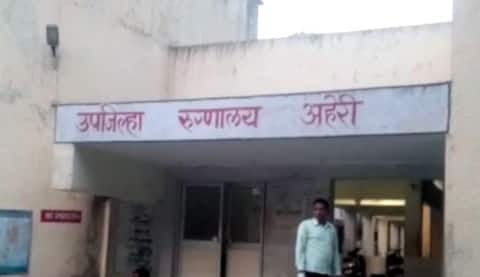 उपजिल्हा रुग्णालय अहेरी